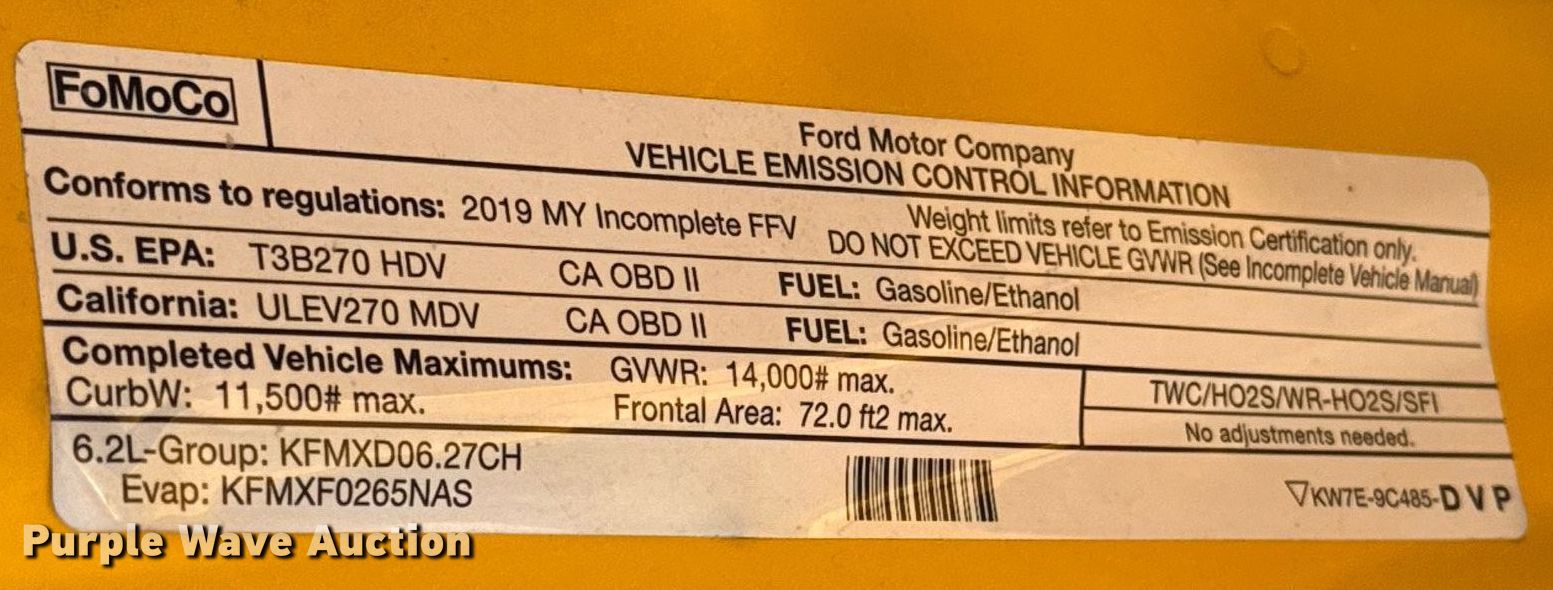 FoMoCo
Ford Motor Company
VEHICLE EMISSION CONTROL INFORMATION
Conforms to regulations: 2019 MY Incomplete FFV
Weight limits refer to Emission Certification only.
DO NOT EXCEED VEHICLE GVWR (See Incomplete Vehicle Manual)
U.S. EPA: T3B270 HDV CA OBD II FUEL: Gasoline/Ethanol
California: ULEV270 MDV CA OBD II FUEL: Gasoline/Ethanol
Completed Vehicle Maximums: GVWR: 14,000# max.
CurbW: 11,500# max. Frontal Area: 72.0 ft2 max.
TWC/HO2S/WR-HO2S/SFI
No adjustments needed.
6.2L-Group: KFMXD06.27CH
Evap: KFMXF0265NAS
KW7E-9C485-D V P
Purple Wave Auction